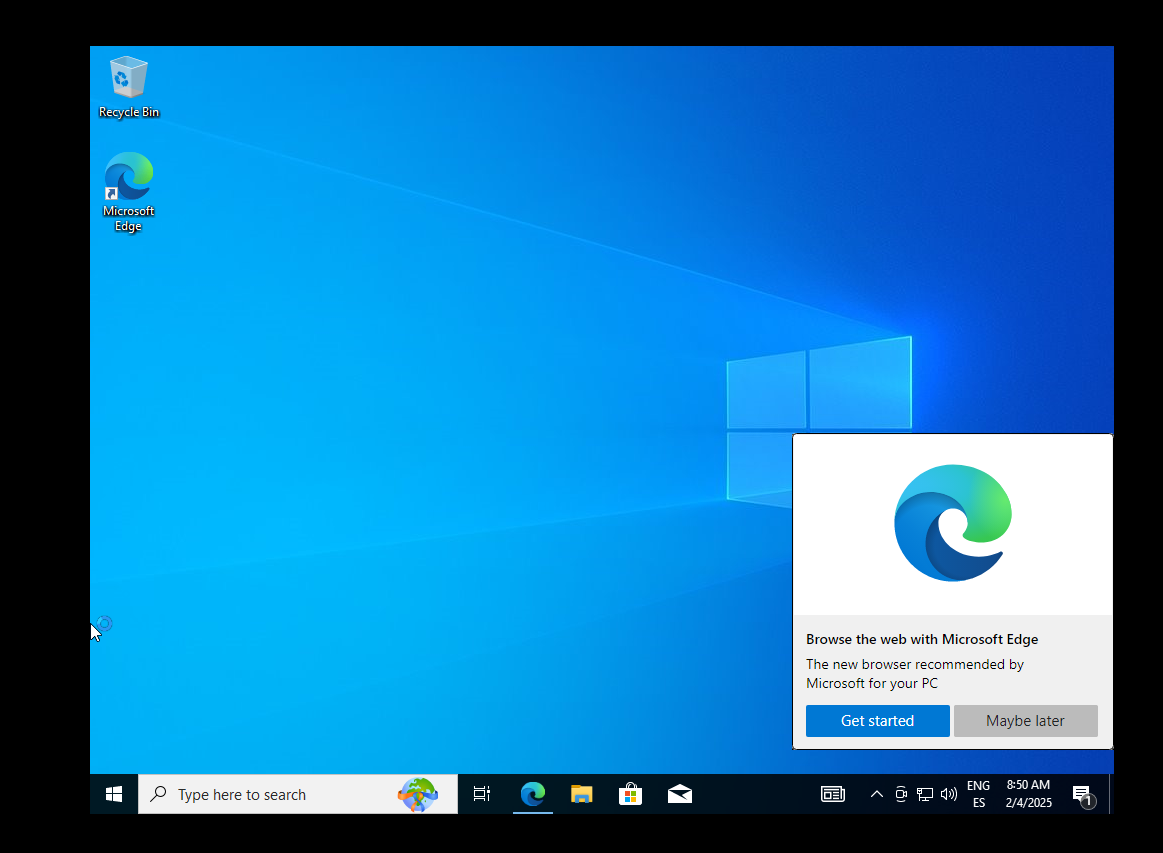 Recycle Bin
Microsoft
Edge
Browse the web with Microsoft Edge
The new browser recommended by
Microsoft for your PC
Get started
Maybe later
Type here to search
ENG
ES
8:50 AM
2/4/2025
1